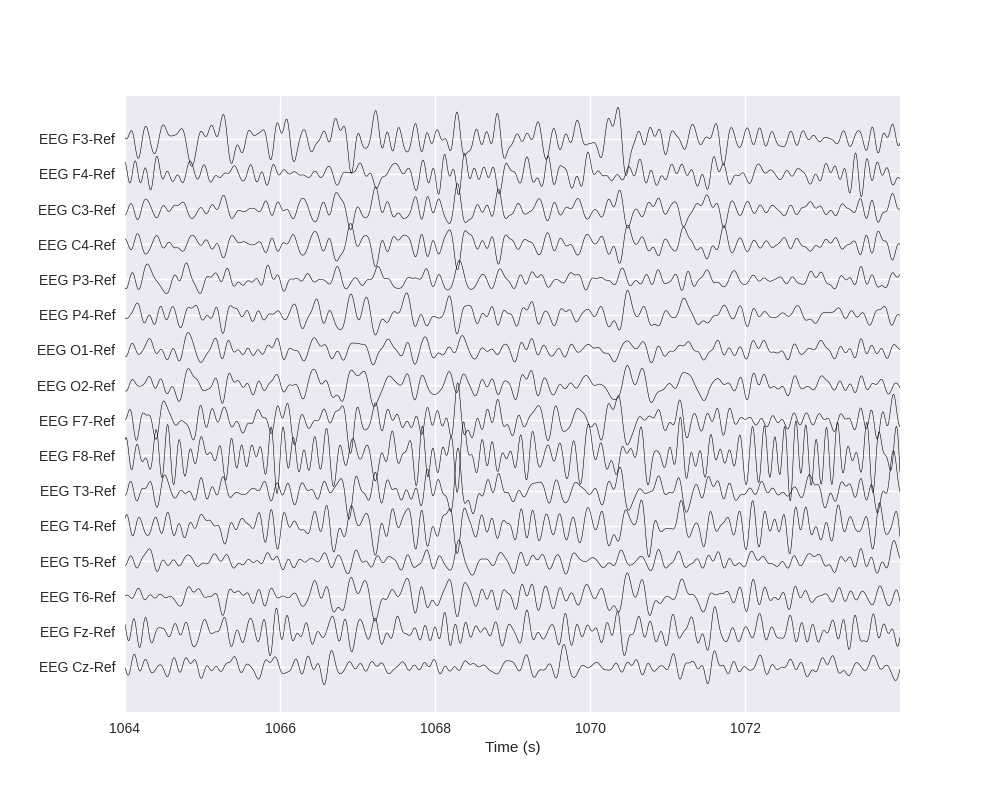 EEG F3-Ref
EEG F4-Ref
EEG C3-Ref
EEG C4-Ref
EEG P3-Ref
EEG P4-Ref
EEG O1-Ref
EEG O2-Ref
EEG F7-Ref
EEG F8-Ref
EEG T3-Ref
EEG T4-Ref
EEG T5-Ref
EEG T6-Ref
EEG Fz-Ref
EEG Cz-Ref
1064 1066 1068 1070 1072
Time (s)